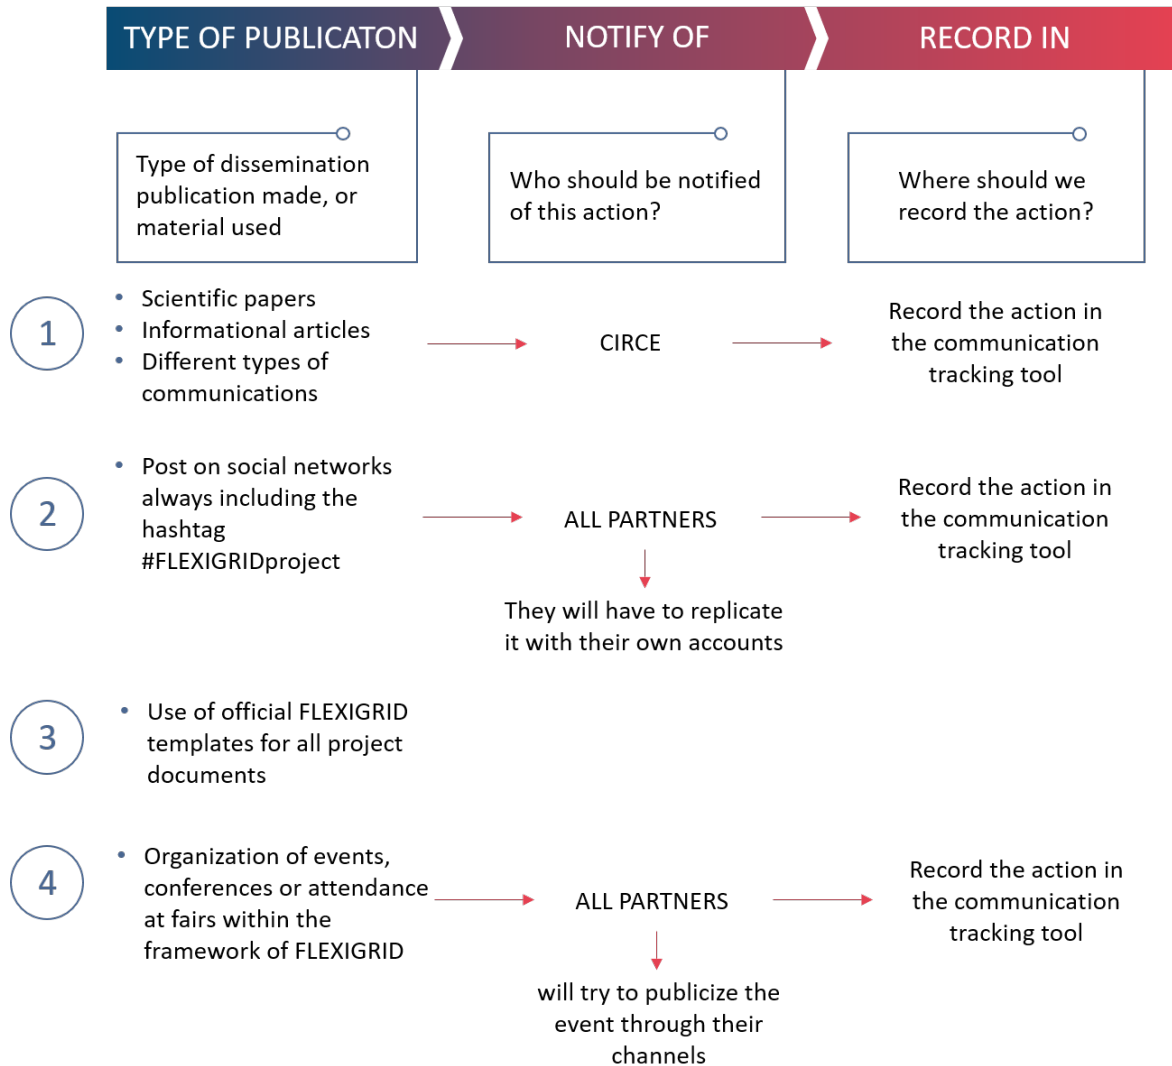 TYPE OF PUBLICATON
NOTIFY OF
RECORD IN
Type of dissemination
publication made, or
material used
Who should be notified
of this action?
Where should we
record the action?
1
• Scientific papers
• Informational articles
• Different types of
communications
CIRCE
Record the action in
the communication
tracking tool
2
• Post on social networks
always including the
hashtag
#FLEXIGRIDproject
ALL PARTNERS
They will have to replicate
it with their own accounts
Record the action in
the communication
tracking tool
3
• Use of official FLEXIGRID
templates for all project
documents
4
• Organization of events,
conferences or attendance
at fairs within the
framework of FLEXIGRID
ALL PARTNERS
will try to publicize the
event through their
channels
Record the action in
the communication
tracking tool